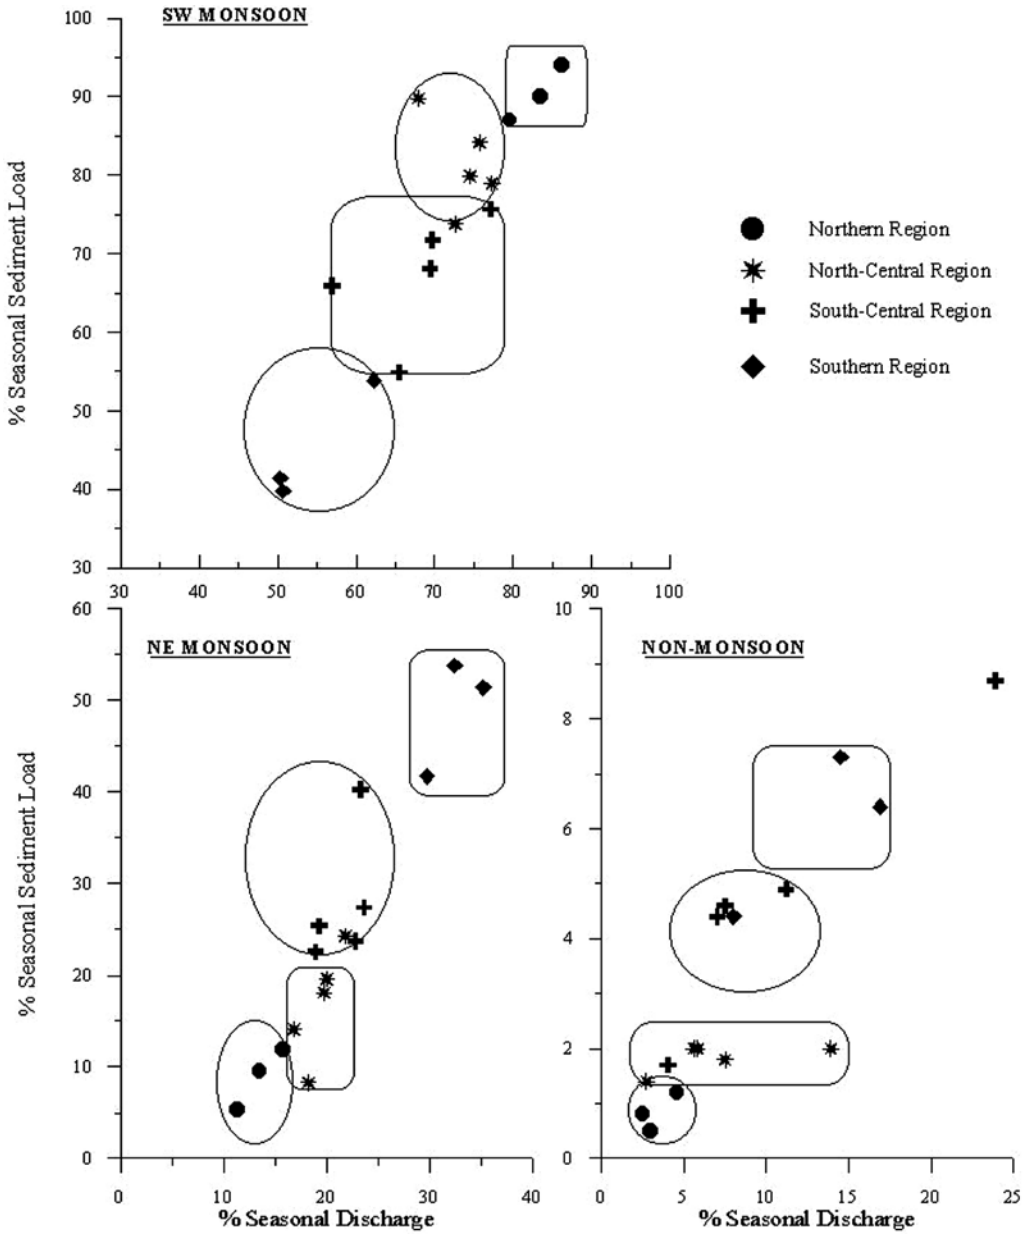 SW MONSOON
100
90
80
70
60
50
40
30
% Seasonal Sediment Load
30 40 50 60 70 80 90 100
Northern Region
North-Central Region
South-Central Region
Southern Region
NE MONSOON
60
50
40
30
20
10
0
% Seasonal Sediment Load
0 10 20 30 40
% Seasonal Discharge
NON-MONSOON
10
8
6
4
2
0
0 5 10 15 20 25
% Seasonal Discharge